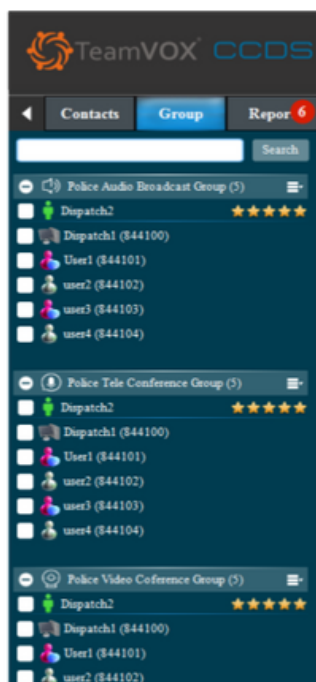 TeamVOX CCDS
Contacts Group Repor 6
Search
Police Audio Broadcast Group (5)
Dispatch2
Dispatch1 (844100)
User1 (844101)
user2 (844102)
user3 (844103)
user4 (844104)
Police Tele Conference Group (5)
Dispatch2
Dispatch1 (844100)
User1 (844101)
user2 (844102)
user3 (844103)
user4 (844104)
Police Video Coference Group (5)
Dispatch2
Dispatch1 (844100)
User1 (844101)
user2 (844102)